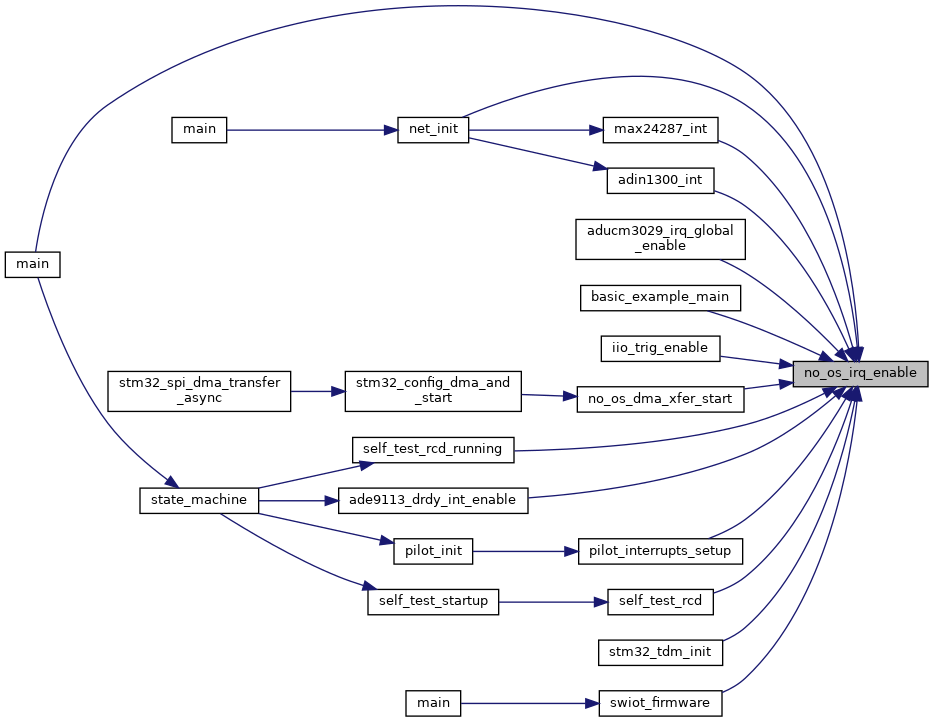 main
net_init
max24287_int
adin1300_int
aducm3029_irq_global
_enable
main
basic_example_main
iio_trig_enable
no_os_irq_enable
stm32_spi_dma_transfer
_async
stm32_config_dma_and
_start
no_os_dma_xfer_start
self_test_rcd_running
state_machine
ade9113_drdy_int_enable
pilot_init
pilot_interrupts_setup
self_test_startup
self_test_rcd
stm32_tdm_init
main
swiot_firmware